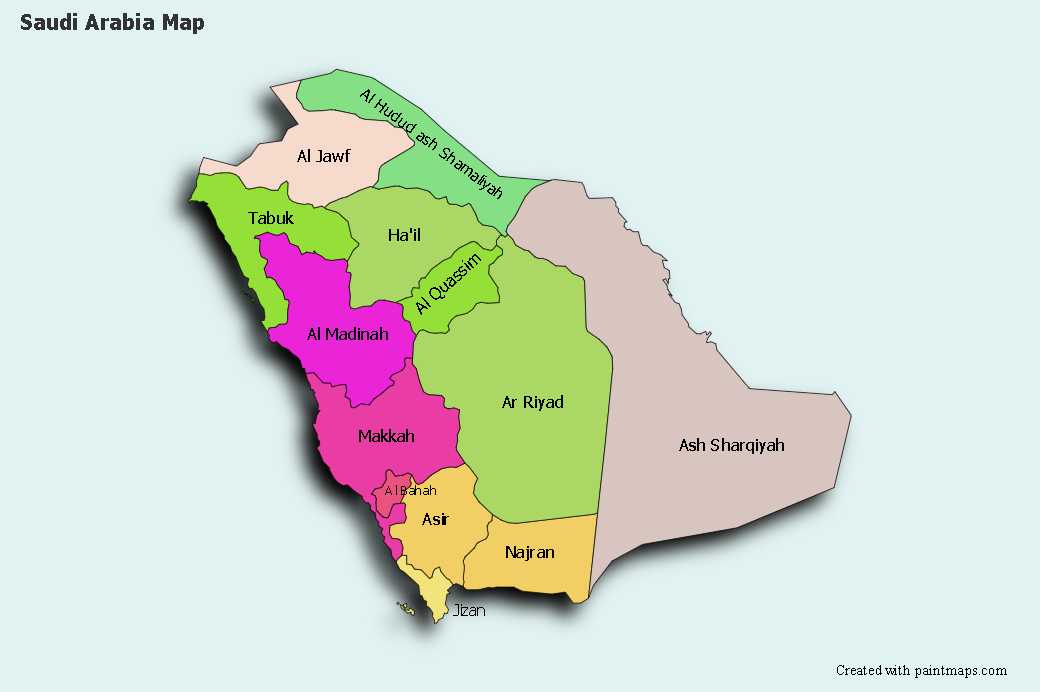 Saudi Arabia Map
Al Hudud ash Shamaliyah
Al Jawf
Tabuk
Ha'il
Al Quassim
Al Madinah
Ar Riyad
Makkah
Ash Sharqiyah
Al Bahah
Asir
Najran
Jizan
Created with paintmaps.com